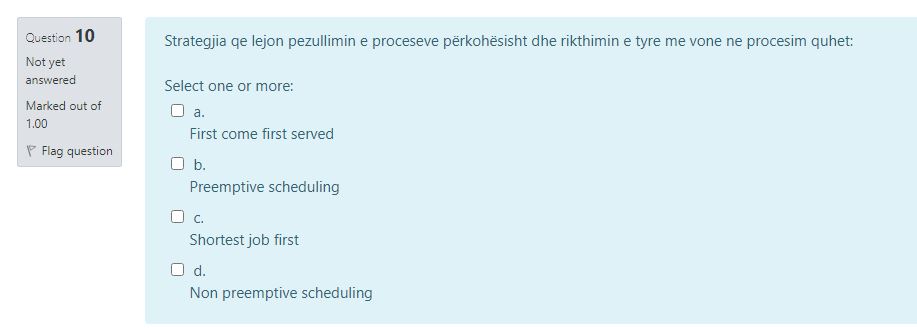 Question 10
Not yet
answered
Marked out of
1.00
Flag question
Strategjia qe lejon pezullimin e proceseve përkohësisht dhe rikthimin e tyre me vone ne procesim quhet:
Select one or more:
a.
First come first served
b.
Preemptive scheduling
c.
Shortest job first
d.
Non preemptive scheduling